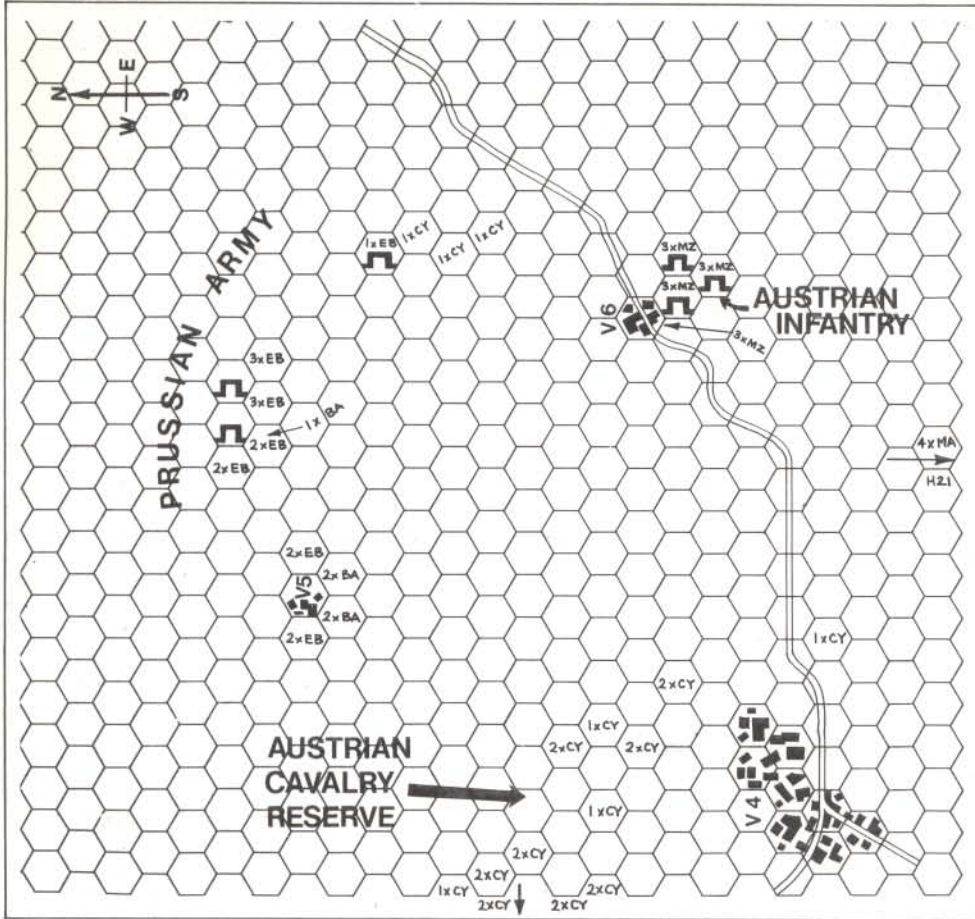 N
E
W
S
PRUSSIAN ARMY
1xEB
1xCY
1xCY
1xCY
3xMZ
3xMZ
3xMZ
AUSTRIAN
INFANTRY
V6
3xMZ
3xEB
3xEB
1xBA
2xEB
2xEB
4xMA
H21
2xEB
V5
2xBA
2xBA
2xEB
1xCY
2xCY
1xCY
2xCY
2xCY
AUSTRIAN
CAVALRY
RESERVE
1xCY
V4
2xCY
2xCY
1xCY
2xCY
2xCY
2xCY